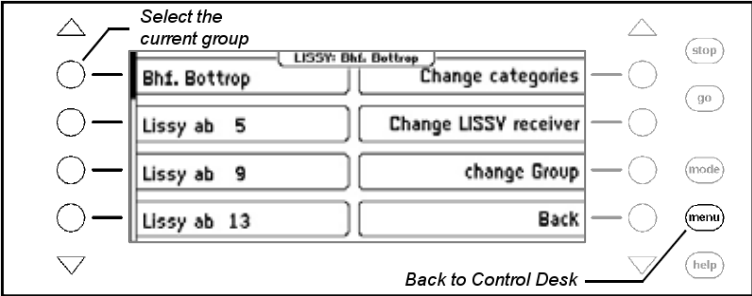 Select the
current group
LISSY: Bhf. Bottrop
Bhf. Bottrop
Change categories
Lissy ab 5
Change LISSY receiver
Lissy ab 9
change Group
Lissy ab 13
Back
stop
go
mode
menu
help
Back to Control Desk